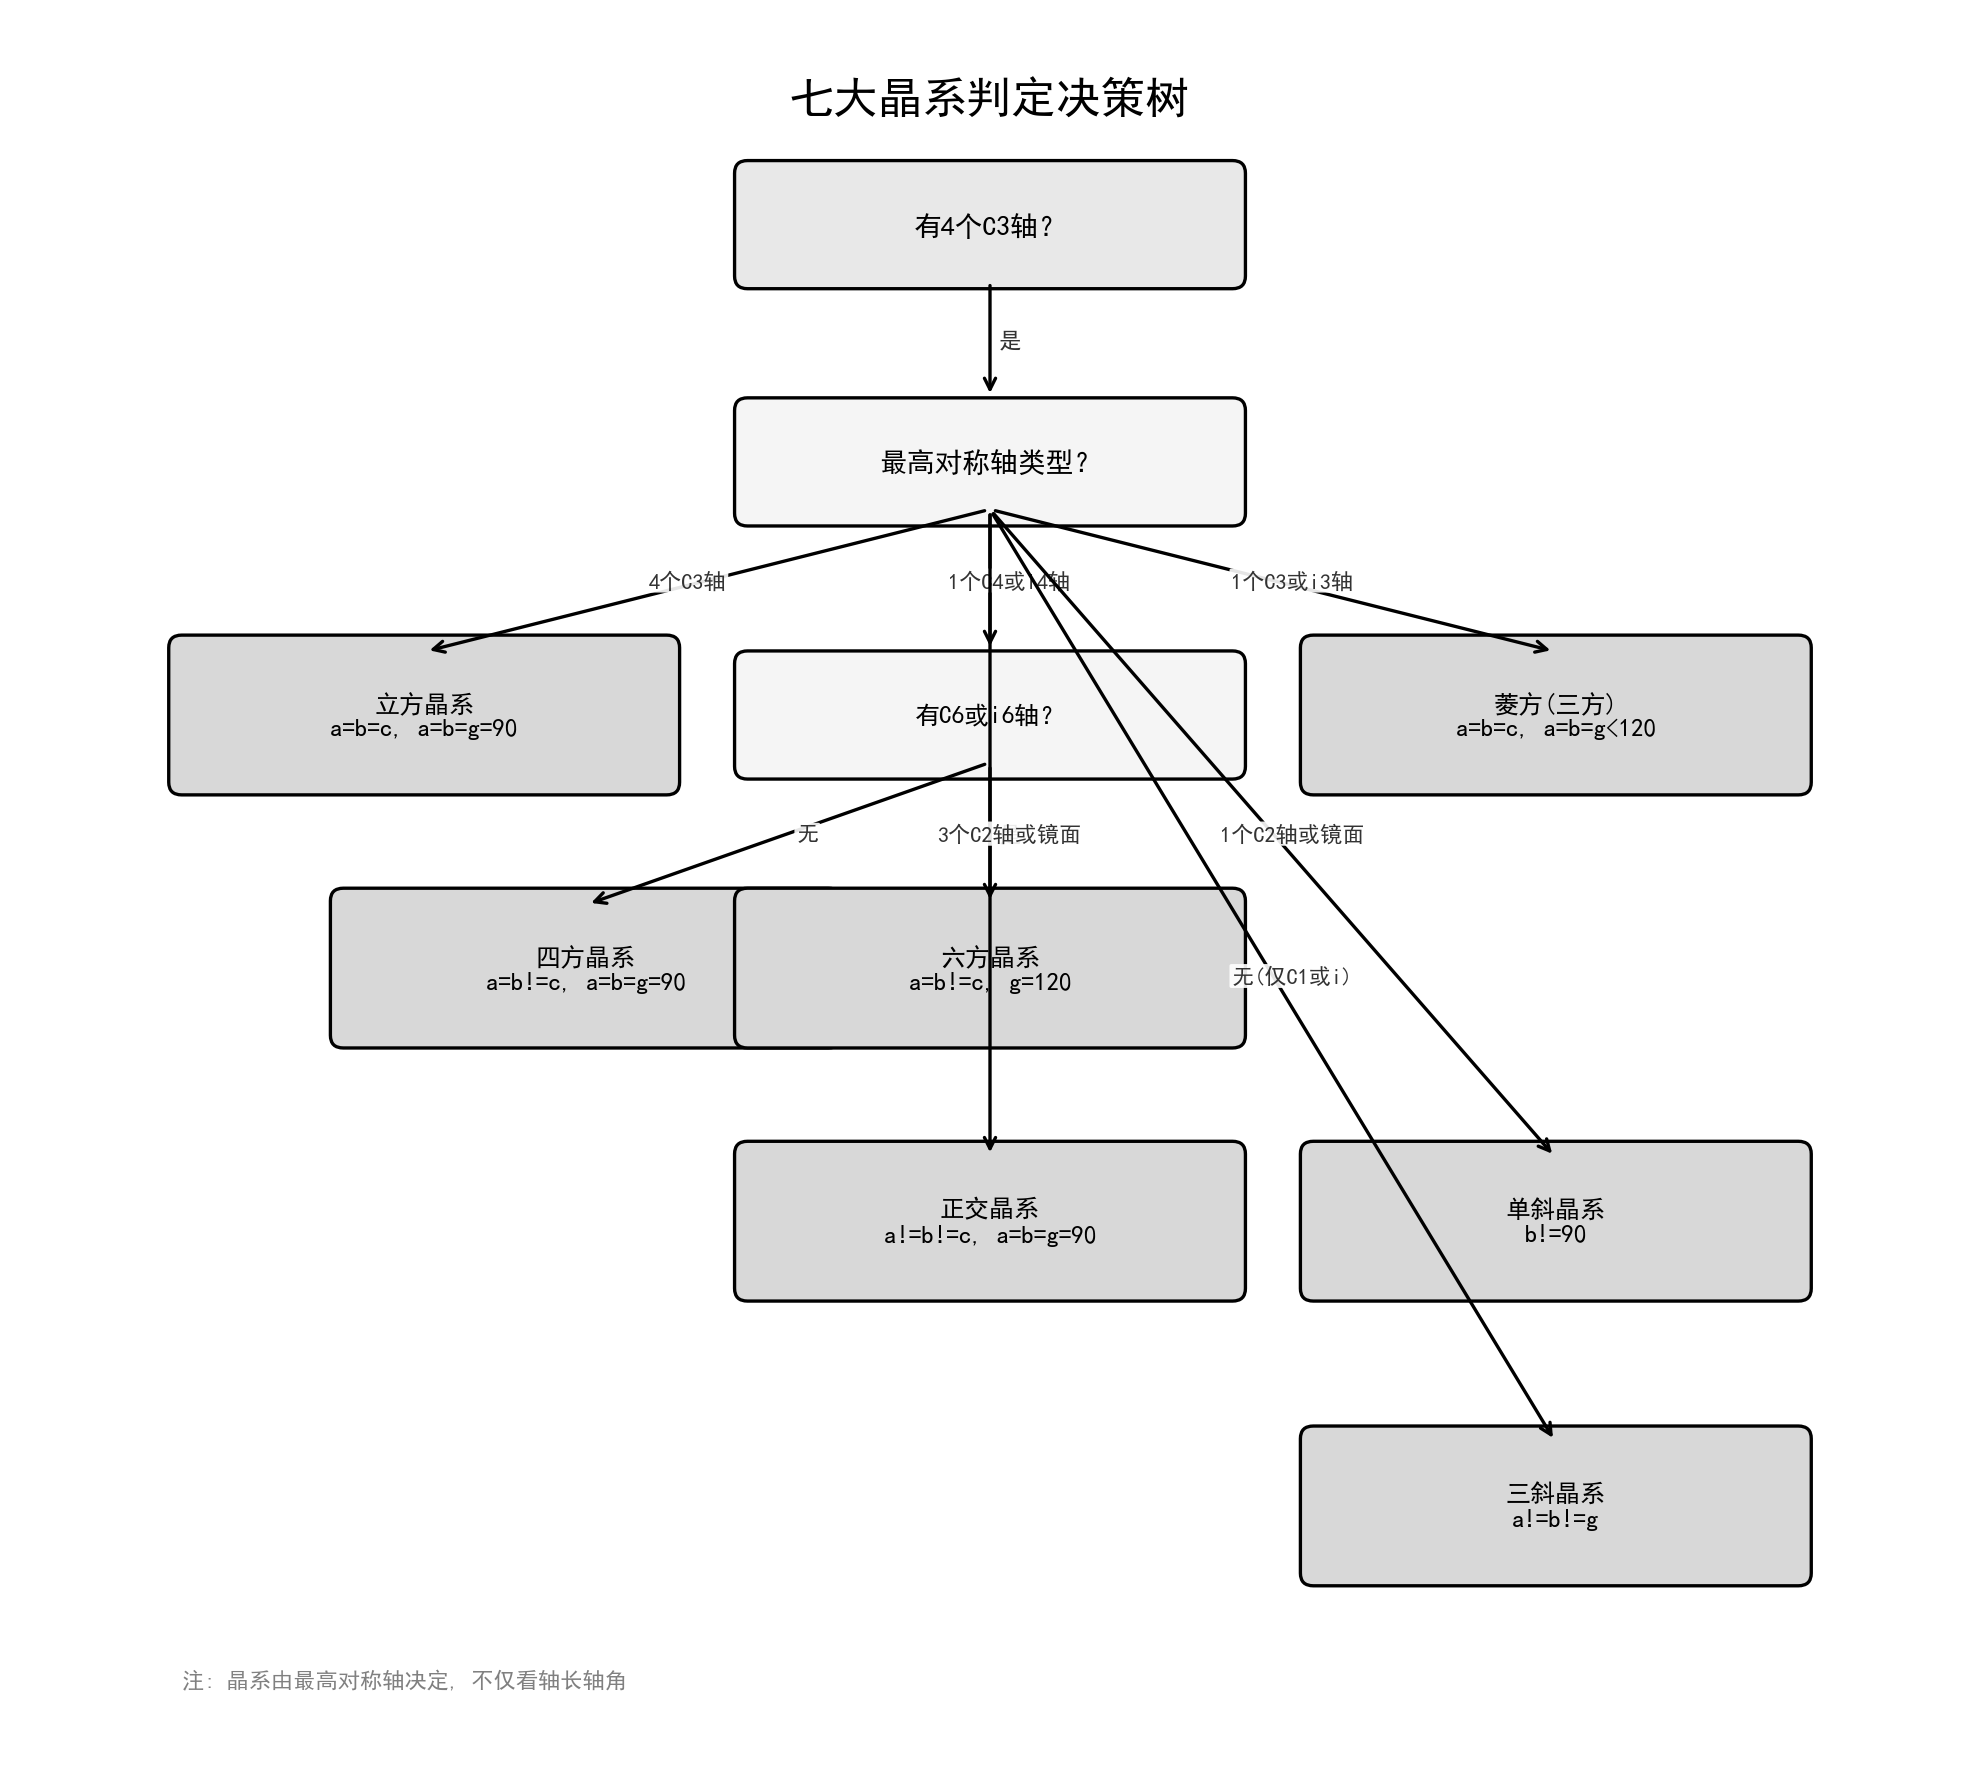 七大晶系判定决策树
有4个C3轴?
是
最高对称轴类型?
4个C3轴
1个C4或i4轴
1个C3或i3轴
立方晶系
a=b=c, a=b=g=90
有C6或i6轴?
菱方(三方)
a=b=c, a=b=g<120
无
3个C2轴或镜面
1个C2轴或镜面
四方晶系
a=b!=c, a=b=g=90
六方晶系
a=b!=c, g=120
无(仅C1或i)
正交晶系
a!=b!=c, a=b=g=90
单斜晶系
b!=90
三斜晶系
a!=b!=g
注: 晶系由最高对称轴决定, 不仅看轴长轴角